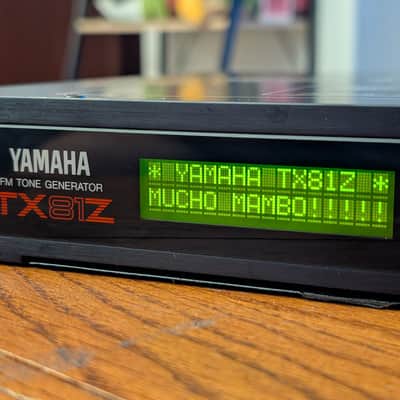 YAMAHA
FM TONE GENERATOR
TX81Z
* YAMAHA TX81Z *
MUCHO MAMBO!!!!!